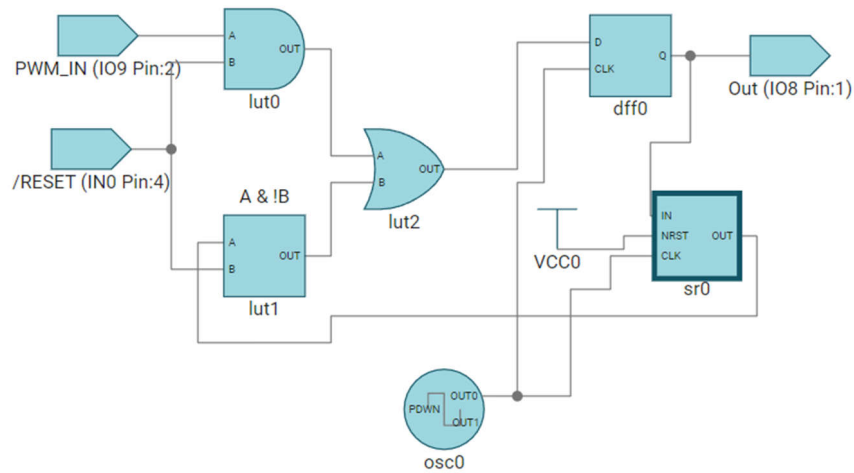 PWM_IN (IO9 Pin:2)
A
B
OUT
lut0
/RESET (IN0 Pin:4)
A
B
OUT
lut2
D
CLK
Q
dff0
Out (IO8 Pin:1)
A & !B
A
B
OUT
lut1
VCC0
IN
NRST
CLK
OUT
sr0
PDWN
OUT0
OUT1
osc0